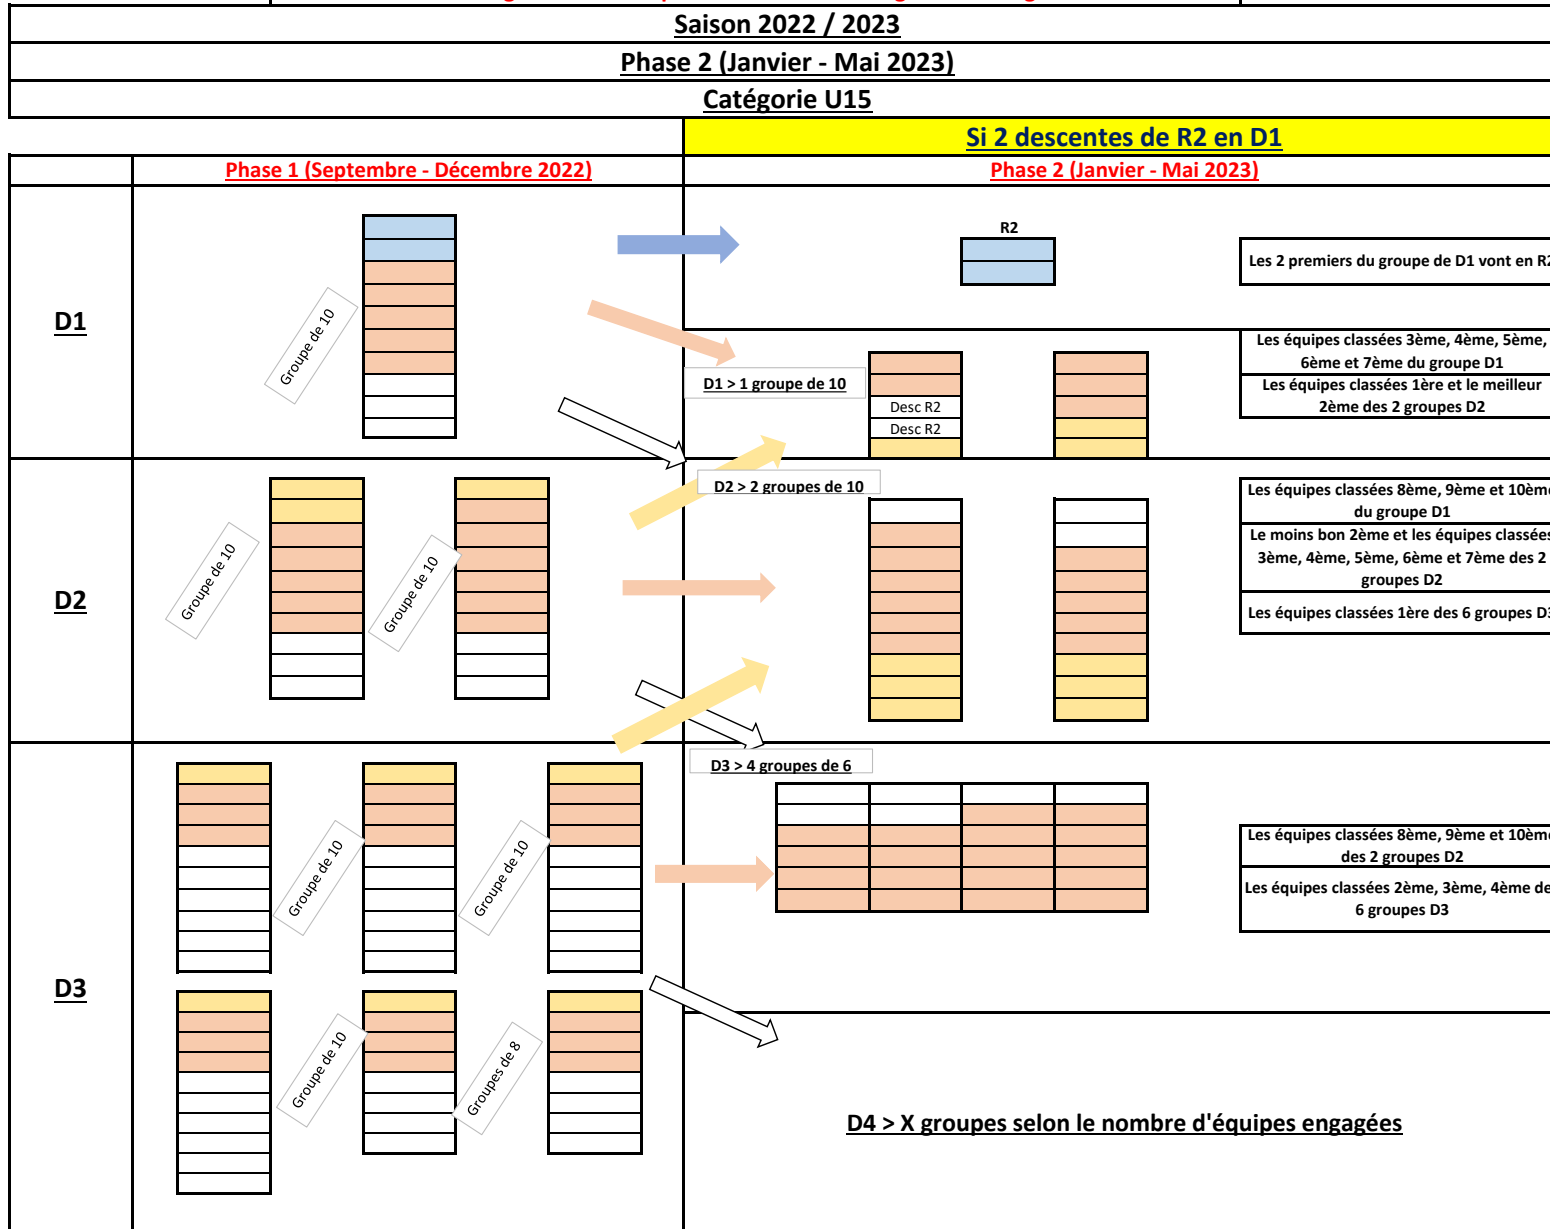 Saison 2022 / 2023
Phase 2 (Janvier - Mai 2023)
Catégorie U15
Si 2 descentes de R2 en D1
Phase 1 (Septembre - Décembre 2022)
Phase 2 (Janvier - Mai 2023)
D1
Groupe de 10
R2
Les 2 premiers du groupe de D1 vont en R2
D1 > 1 groupe de 10
Desc R2
Desc R2
Les équipes classées 3ème, 4ème, 5ème,
6ème et 7ème du groupe D1
Les équipes classées 1ère et le meilleur
2ème des 2 groupes D2
D2
Groupe de 10
Groupe de 10
D2 > 2 groupes de 10
Les équipes classées 8ème, 9ème et 10ème
du groupe D1
Le moins bon 2ème et les équipes classées
3ème, 4ème, 5ème, 6ème et 7ème des 2
groupes D2
Les équipes classées 1ère des 6 groupes D3
D3
Groupe de 10
Groupe de 10
Groupe de 10
Groupes de 8
D3 > 4 groupes de 6
Les équipes classées 8ème, 9ème et 10ème
des 2 groupes D2
Les équipes classées 2ème, 3ème, 4ème de
6 groupes D3
D4 > X groupes selon le nombre d'équipes engagées